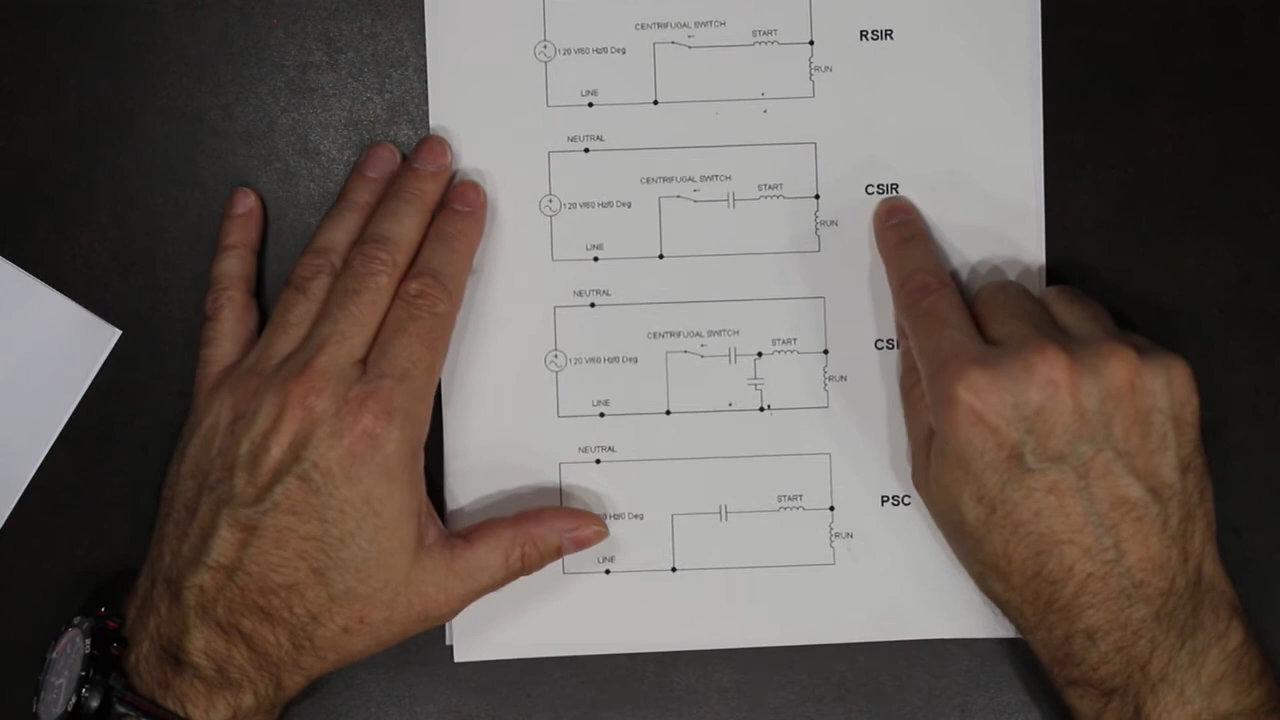 CENTRIFUGAL SWITCH
START
RSIR
120 V/60 Hz/0 Deg
RUN
LINE
NEUTRAL
CENTRIFUGAL SWITCH
START
CSIR
120 V/60 Hz/0 Deg
RUN
LINE
NEUTRAL
CENTRIFUGAL SWITCH
START
120 V/60 Hz/0 Deg
RUN
LINE
NEUTRAL
START
PSC
Hz/0 Deg
RUN
LINE